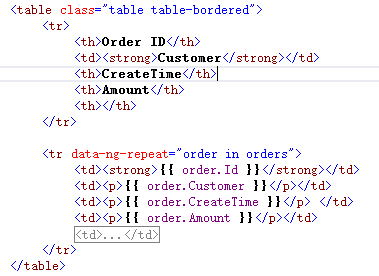 <table class="table table-bordered">
<tr>
<th>Order ID</th>
<td><strong>Customer</strong></td>
<th>CreateTime</th>
<th>Amount</th>
<th></th>
</tr>
<tr data-ng-repeat="order in orders">
<td><strong>{{ order.Id }}</strong></td>
<td><p>{{ order.Customer }}</p></td>
<td><p>{{ order.CreateTime }}</p> </td>
<td><p>{{ order.Amount }}</p></td>
<td>...</td>
</tr>
</table>